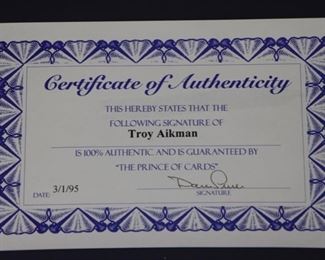 Certificate of Authenticity
THIS HEREBY STATES THAT THE
FOLLOWING SIGNATURE OF
Troy Aikman
IS 100% AUTHENTIC AND IS GUARANTEED BY
"THE PRINCE OF CARDS"
DATE: 3/1/95
SIGNATURE